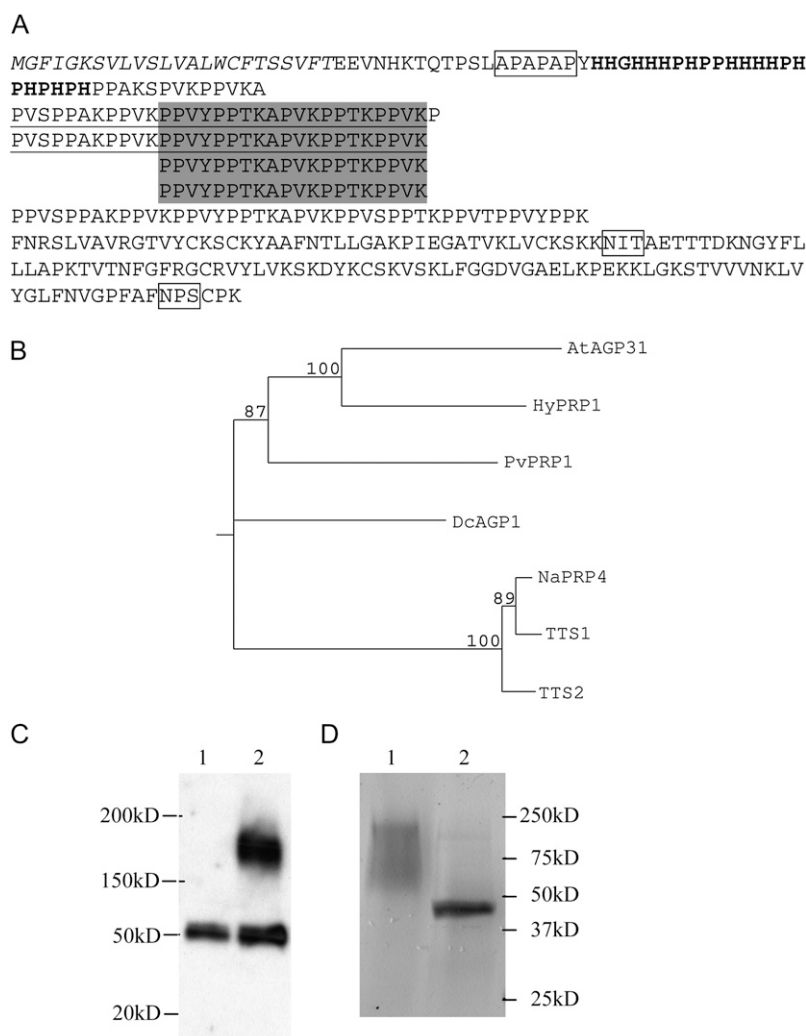 A
MGFIGKSVLVSLVALWCFTSSVFTEEVNHKTQTPSLAPAPAPYHHGHHHPHPPHHHHPH
PHPHPHPPAKSPVKPPVKA
PVSPPAKPPVKPPVYPPTKAPVKPPTKPPVKP
PVSPPAKPPVKPPVYPPTKAPVKPPTKPPVK
PPVYPPTKAPVKPPTKPPVK
PPVYPPTKAPVKPPTKPPVK
PPVSPPAKPPVKPPVYPPTKAPVKPPVSPPTKPPVTPPVYPPK
FNRSLVAVRGTVYCKSCKYAAFNTLLGAKPIEGATVKLVCKSKKNITAETTTDKNGYFL
LLAPKTVTNFGFRGCRVYLVKSKDYKCSKVSKLFGGDVGAELKPEKKLGKSTVVVNKLV
YGLFNVGPFAFNPSCPK
B
AtAGP31
100
HyPRP1
87
PvPRP1
DcAGP1
NaPRP4
89
TTS1
100
TTS2
C
1 2
200kD
150kD
50kD
20kD
D
1 2
250kD
75kD
50kD
37kD
25kD